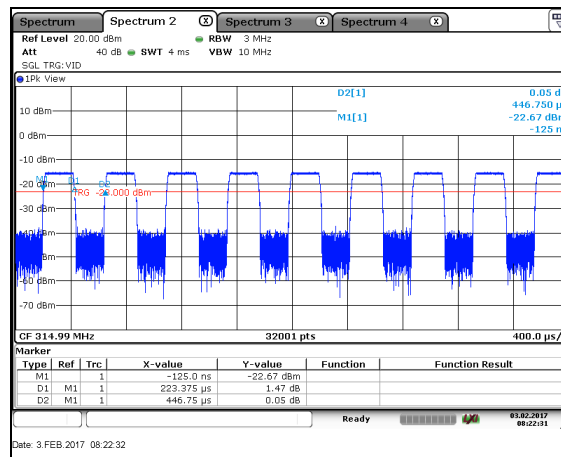 Spectrum Spectrum 2 X Spectrum 3 X Spectrum 4 X
Ref Level 20.00 dBm RBW 3 MHz
Att 40 dB SWT 4 ms VBW 10 MHz
SGL TRG:VID
1Pk View
D2[1] 0.05 d
446.750 µ
M1[1] -22.67 dBm
-125 n
10 dBm
0 dBm
-10 dBm
M1 D1 D2
-20 dBm
TRG -23.000 dBm
-30 dBm
-40 dBm
-60 dBm
-70 dBm
CF 314.99 MHz 32001 pts 400.0 µs/
Marker
Type Ref Trc X-value Y-value Function Function Result
M1 1 -125.0 ns -22.67 dBm
D1 M1 1 223.375 µs 1.47 dB
D2 M1 1 446.75 µs 0.05 dB
Ready LXI 03.02.2017
08:22:31
Date: 3.FEB.2017 08:22:32